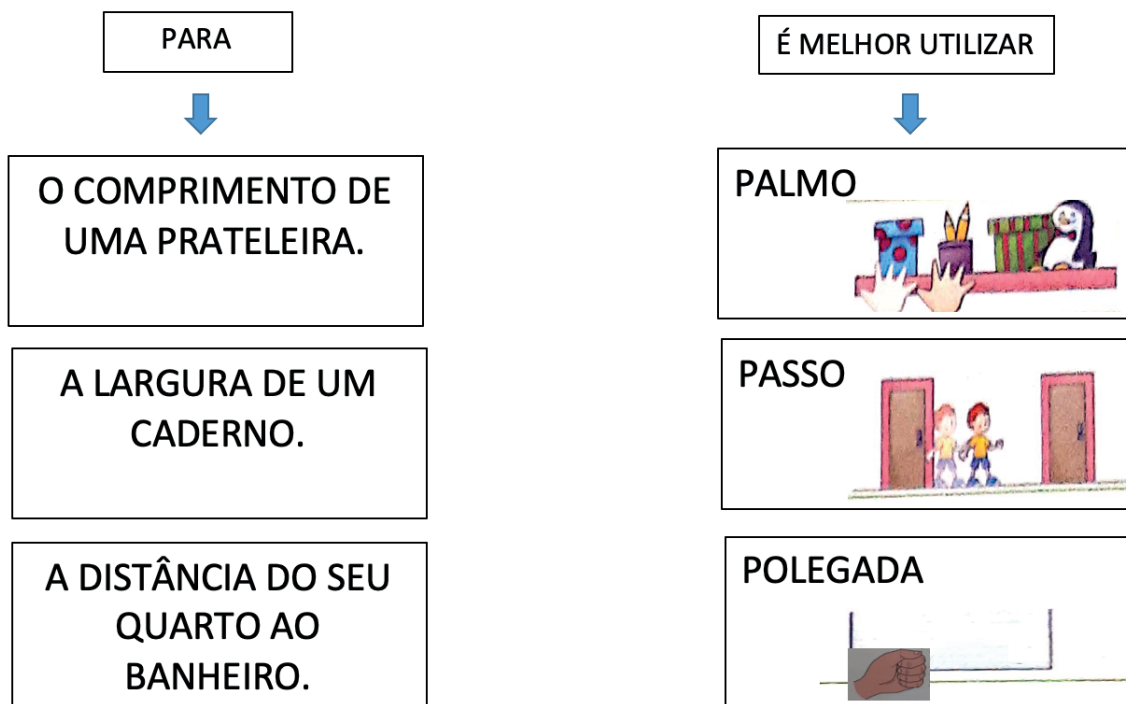 PARA
O COMPRIMENTO DE
UMA PRATELEIRA.
A LARGURA DE UM
CADERNO.
A DISTÂNCIA DO SEU
QUARTO AO
BANHEIRO.
É MELHOR UTILIZAR
PALMO
PASSO
POLEGADA